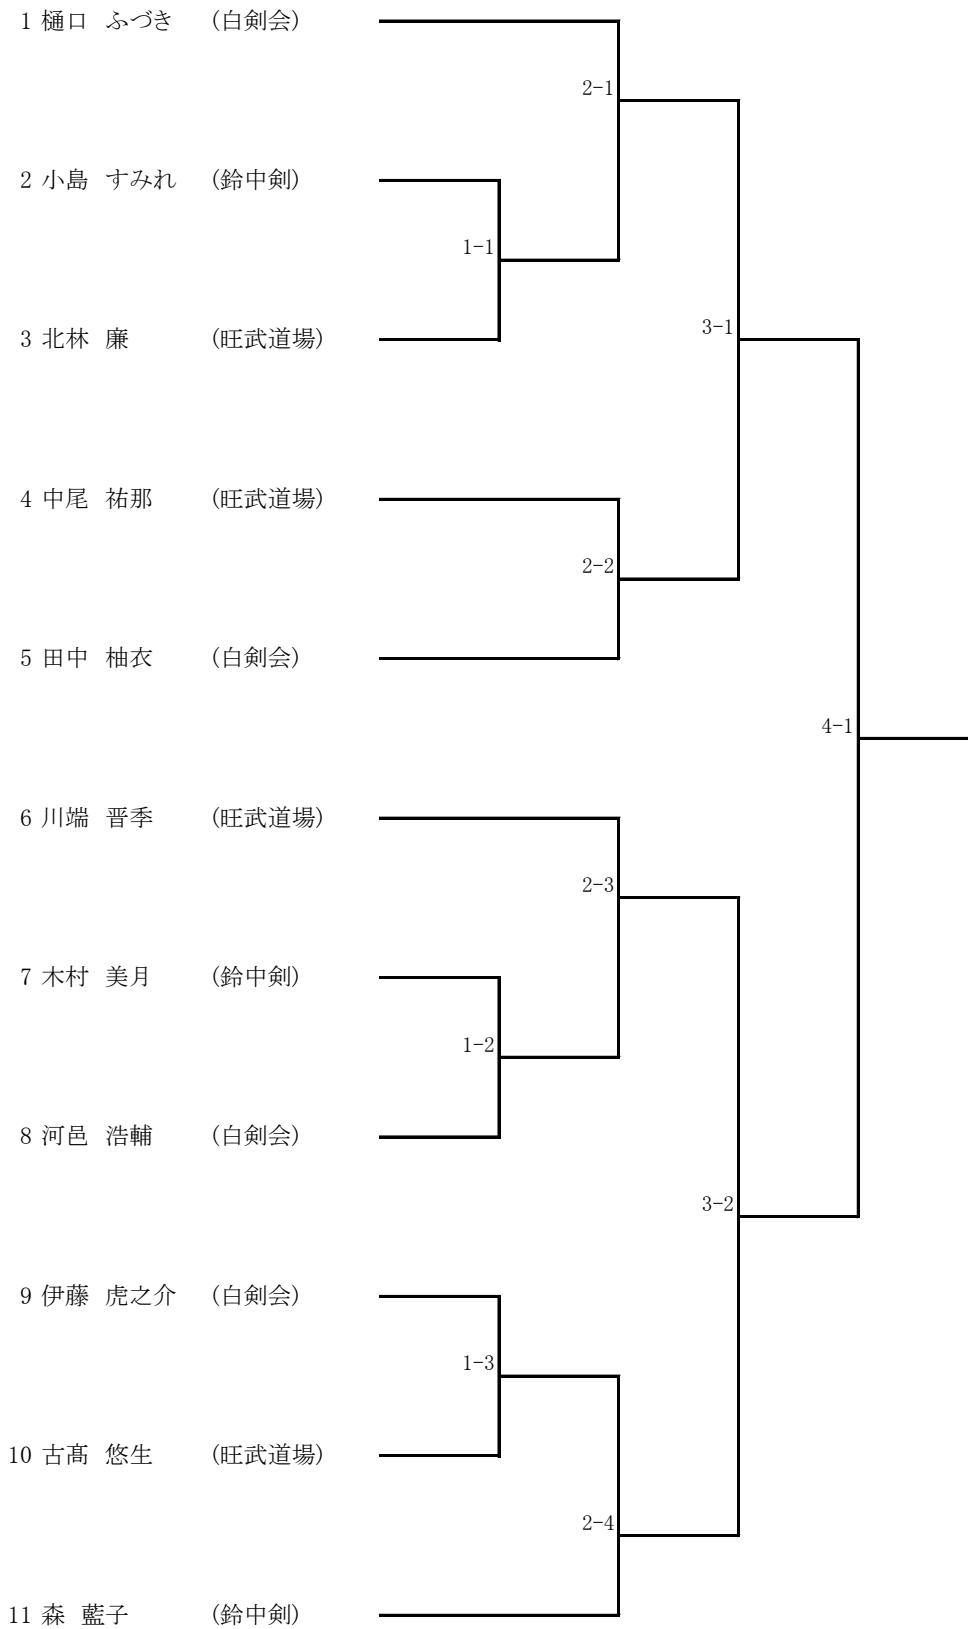 1 樋口 ふづき (白剣会)
2-1
2 小島 すみれ (鈴中剣)
1-1
3 北林 廉 (旺武道場)
3-1
4 中尾 祐那 (旺武道場)
2-2
5 田中 柚衣 (白剣会)
4-1
6 川端 晋季 (旺武道場)
2-3
7 木村 美月 (鈴中剣)
1-2
8 河邑 浩輔 (白剣会)
3-2
9 伊藤 虎之介 (白剣会)
1-3
10 古髙 悠生 (旺武道場)
2-4
11 森 藍子 (鈴中剣)